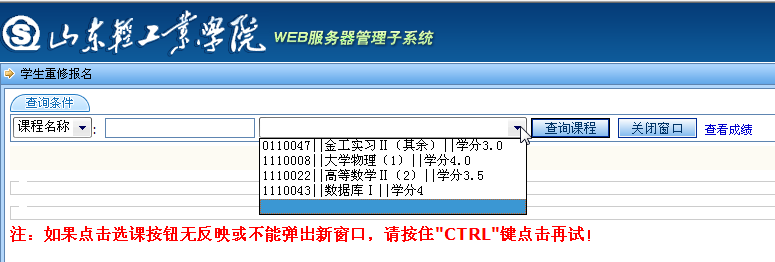 山东轻工业学院 WEB服务器管理子系统
学生重修报名
查询条件
课程名称 : 查询课程 关闭窗口 查看成绩
0110047||金工实习Ⅱ（其余）||学分3.0
1110008||大学物理（1）||学分4.0
1110022||高等数学Ⅱ（2）||学分3.5
1110043||数据库Ⅰ||学分4
注：如果点击选课按钮无反映或不能弹出新窗口，请按住"CTRL"键点击再试!